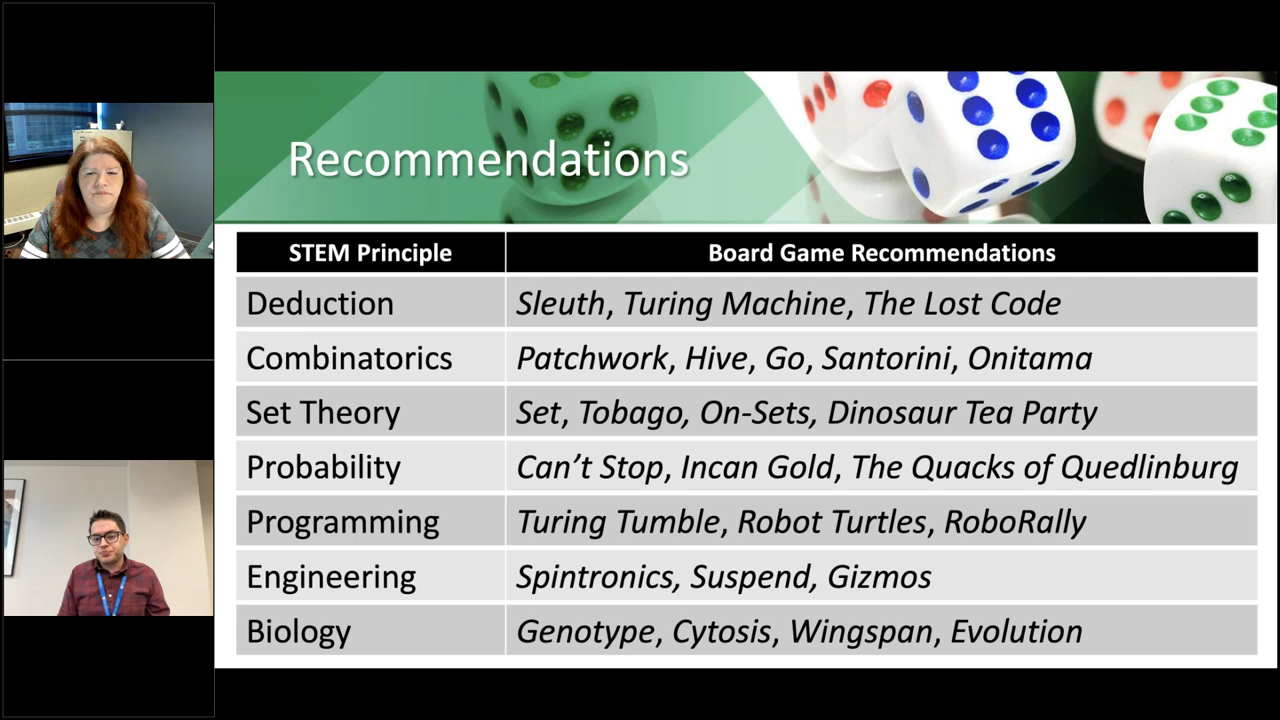 Recommendations
STEM Principle Board Game Recommendations
Deduction Sleuth, Turing Machine, The Lost Code
Combinatorics Patchwork, Hive, Go, Santorini, Onitama
Set Theory Set, Tobago, On-Sets, Dinosaur Tea Party
Probability Can’t Stop, Incan Gold, The Quacks of Quedlinburg
Programming Turing Tumble, Robot Turtles, RoboRally
Engineering Spintronics, Suspend, Gizmos
Biology Genotype, Cytosis, Wingspan, Evolution